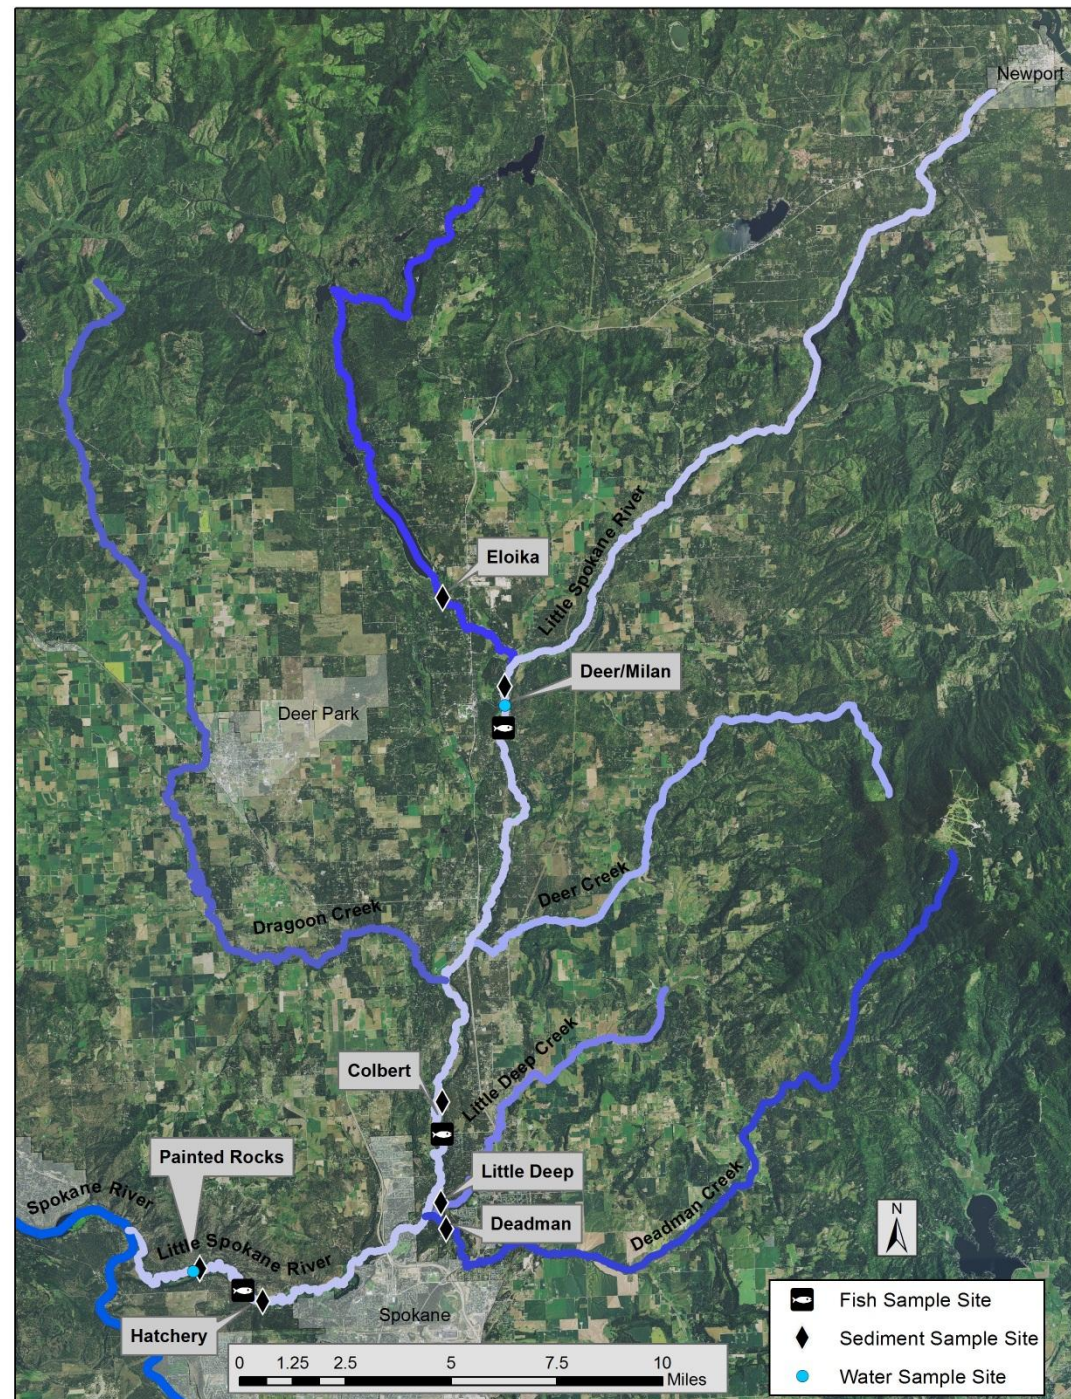 Newport
Eloika
Little Spokane River
Deer/Milan
Deer Park
Deer Creek
Dragoon Creek
Colbert
Little Deep Creek
Painted Rocks
Little Deep
Spokane River
Deadman
Deadman Creek
Little Spokane River
N
Hatchery
Spokane
0 1.25 2.5 5 7.5 10
Miles
Fish Sample Site
Sediment Sample Site
Water Sample Site